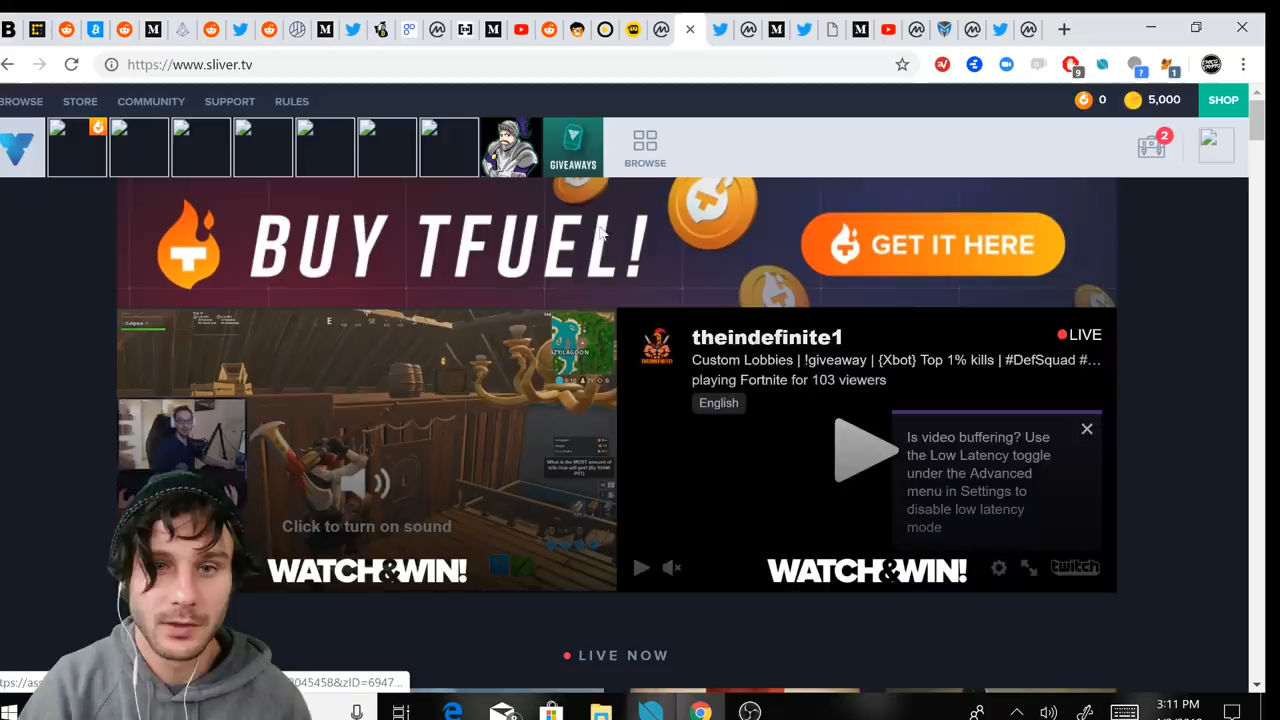 https://www.sliver.tv
9
?
1
BROWSE STORE COMMUNITY SUPPORT RULES
0 5,000 SHOP
GIVEAWAYS
BROWSE
2
BUY TFUEL!
GET IT HERE
theindefinite1
LIVE
Custom Lobbies | !giveaway | {Xbot} Top 1% kills | #DefSquad #...
playing Fortnite for 103 viewers
English
Is video buffering? Use
the Low Latency toggle
under the Advanced
menu in Settings to
disable low latency
mode
Click to turn on sound
WATCH&WIN!
WATCH&WIN!
twitch
LIVE NOW
3:11 PM